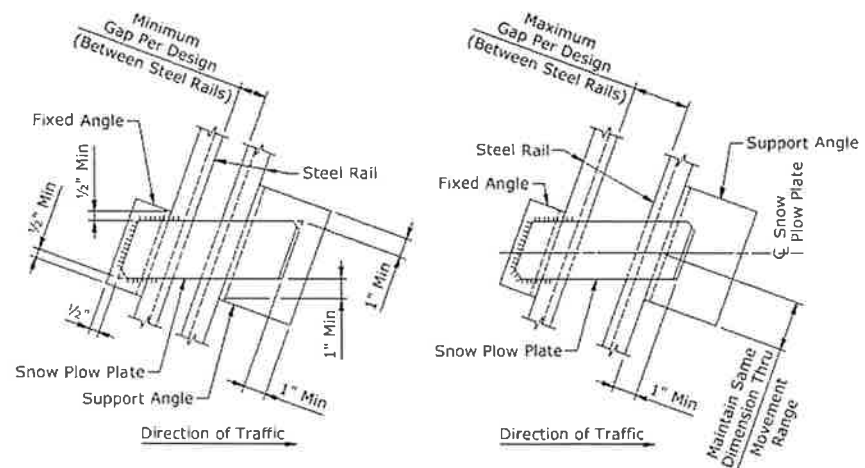 Minimum
Gap Per Design
(Between Steel Rails)
Fixed Angle
½" Min
½" Min
Steel Rail
½"
1" Min
1" Min
Snow Plow Plate
Support Angle
1" Min
Direction of Traffic
Maximum
Gap Per Design
(Between Steel Rails)
Support Angle
Steel Rail
Fixed Angle
℄ Snow
Plow Plate
Snow Plow Plate
1" Min
Maintain Same
Dimension Thru
Movement
Range
Direction of Traffic